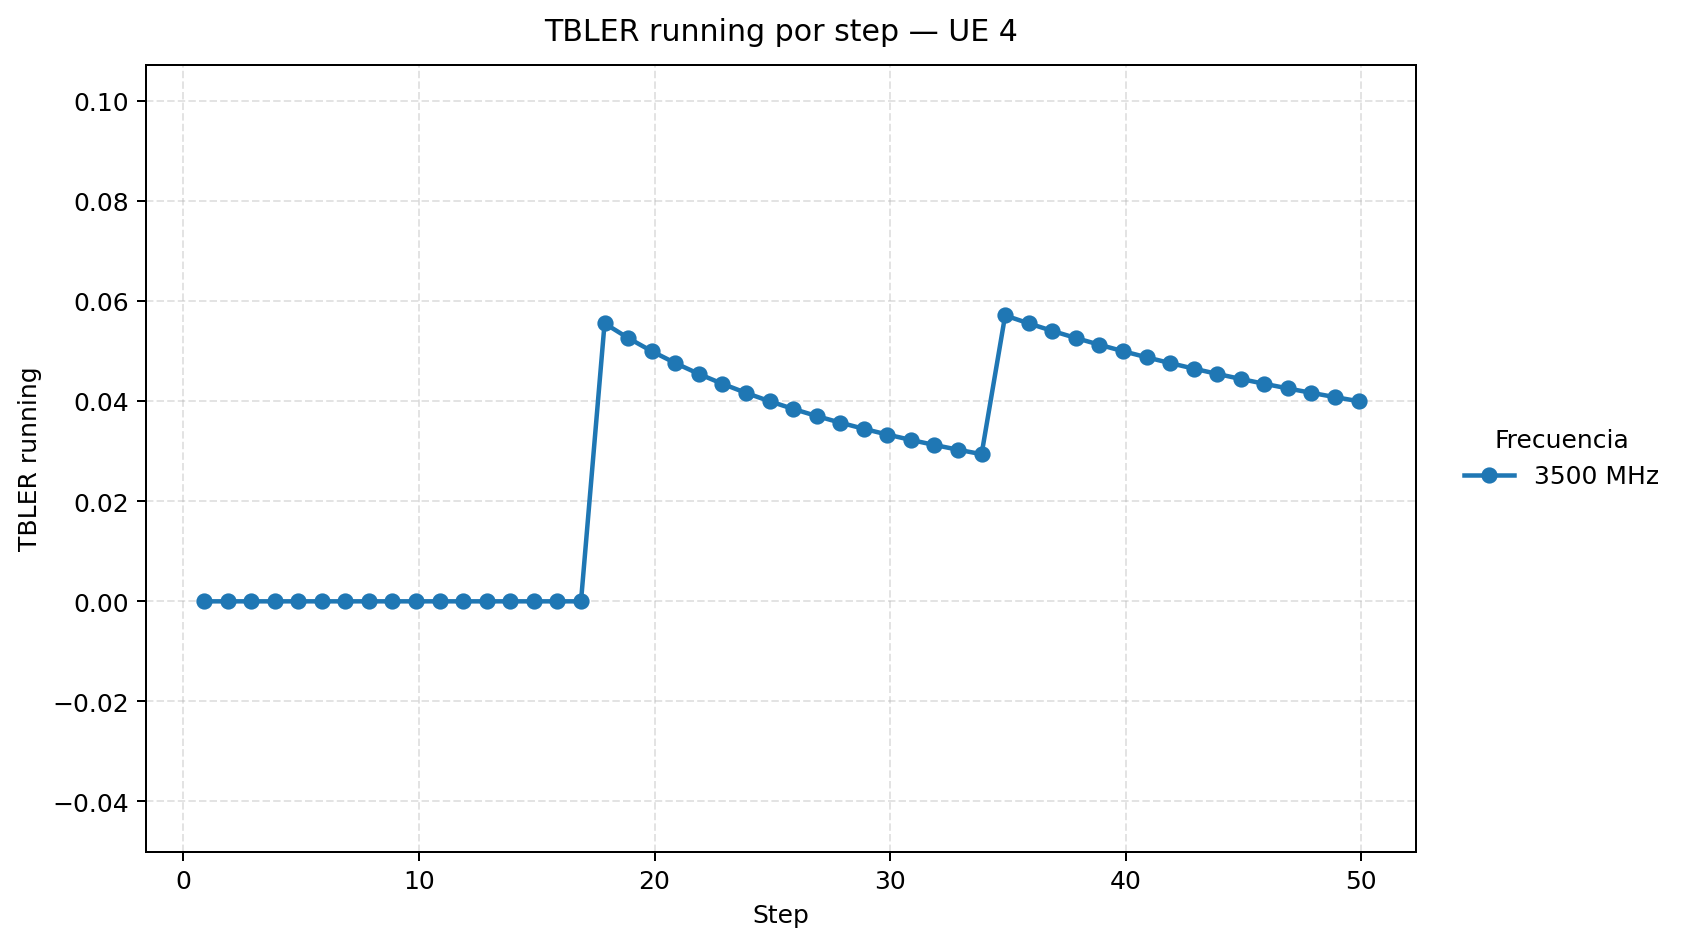 TBLER running por step — UE 4
TBLER running
0.10
0.08
0.06
0.04
0.02
0.00
−0.02
−0.04
0 10 20 30 40 50
Step
Frecuencia
3500 MHz